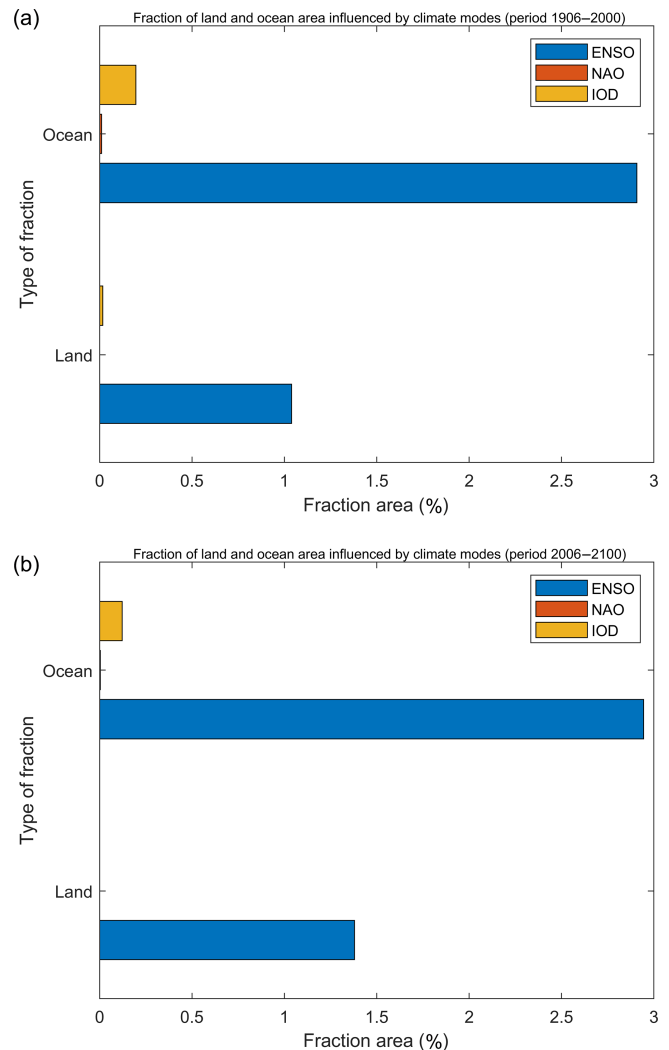 (a)
Fraction of land and ocean area influenced by climate modes (period 1906–2000)
ENSO
NAO
IOD
Ocean
Type of fraction
Land
0 0.5 1 1.5 2 2.5 3
Fraction area (%)
(b)
Fraction of land and ocean area influenced by climate modes (period 2006–2100)
ENSO
NAO
IOD
Ocean
Type of fraction
Land
0 0.5 1 1.5 2 2.5 3
Fraction area (%)